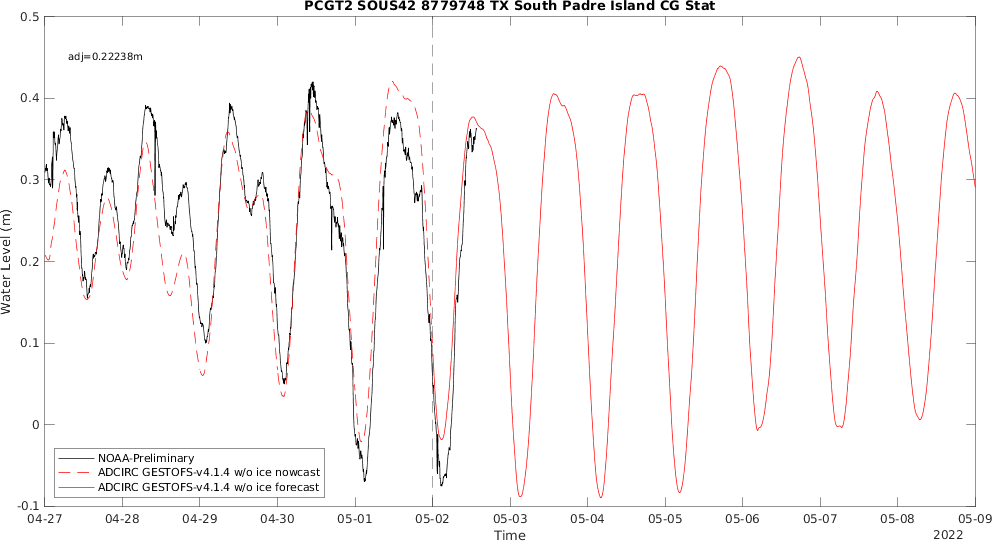 PCGT2 SOUS42 8779748 TX South Padre Island CG Stat
adj=0.22238m
0.5
0.4
0.3
0.2
0.1
0
-0.1
Water Level (m)
NOAA-Preliminary
ADCIRC GESTOFS-v4.1.4 w/o ice nowcast
ADCIRC GESTOFS-v4.1.4 w/o ice forecast
04-27 04-28 04-29 04-30 05-01 05-02 05-03 05-04 05-05 05-06 05-07 05-08 05-09
Time
2022